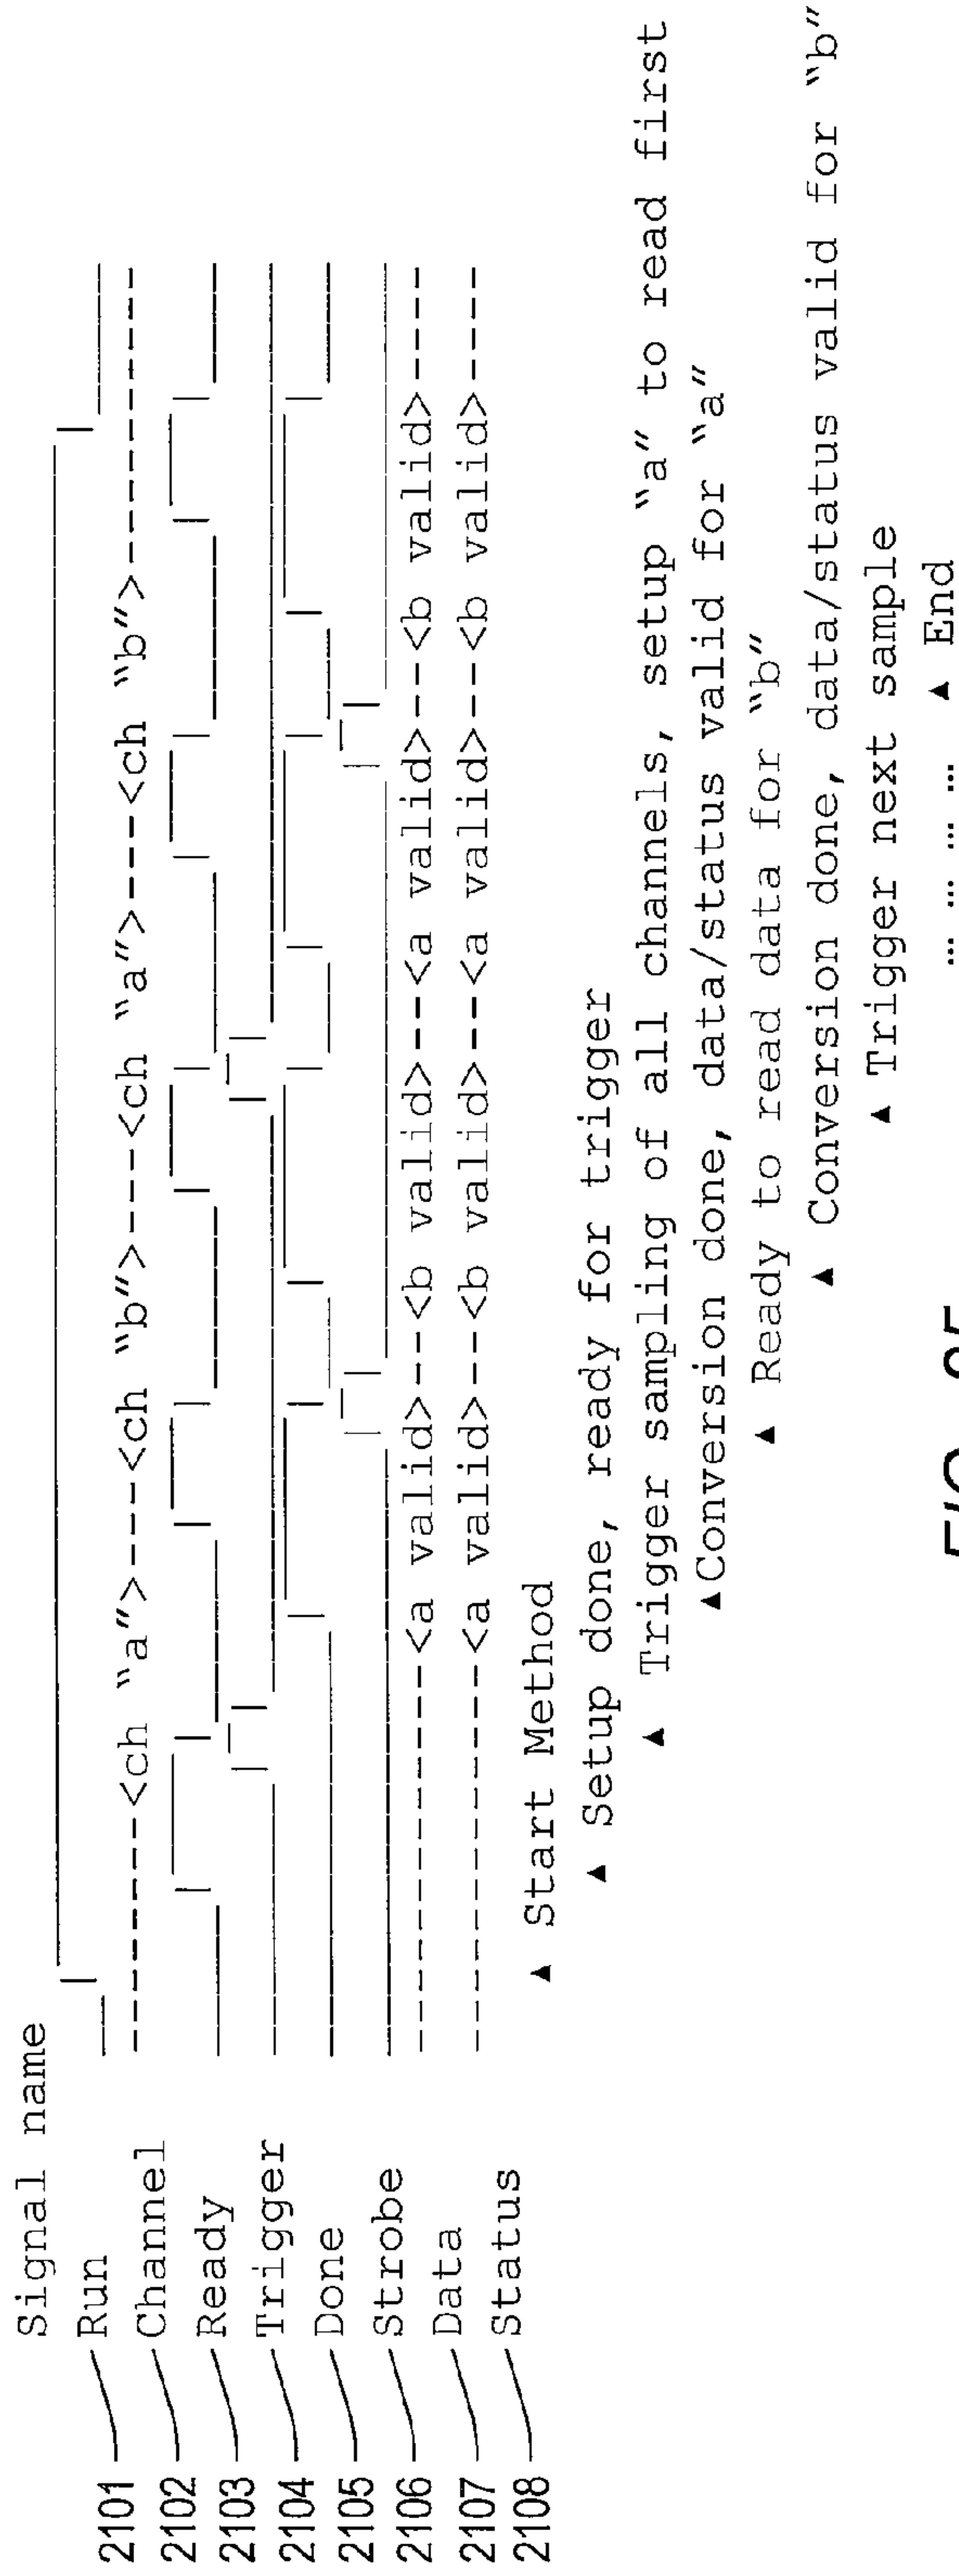 Signal name
2101 Run
2102 Channel ------<ch "a">----<ch "b">----<ch "a">----<ch "b">----------
2103 Ready
2104 Trigger
2105 Done
2106 Strobe
2107 Data ------------<a valid>---<b valid>---<a valid>---<b valid>-----
2108 Status ------------<a valid>---<b valid>---<a valid>---<b valid>-----
▲ Start Method
▲ Setup done, ready for trigger
▲ Trigger sampling of all channels, setup "a" to read first
▲Conversion done, data/status valid for "a"
▲ Ready to read data for "b"
▲ Conversion done, data/status valid for "b"
▲ Trigger next sample
... ... ... ▲ End
FIG.